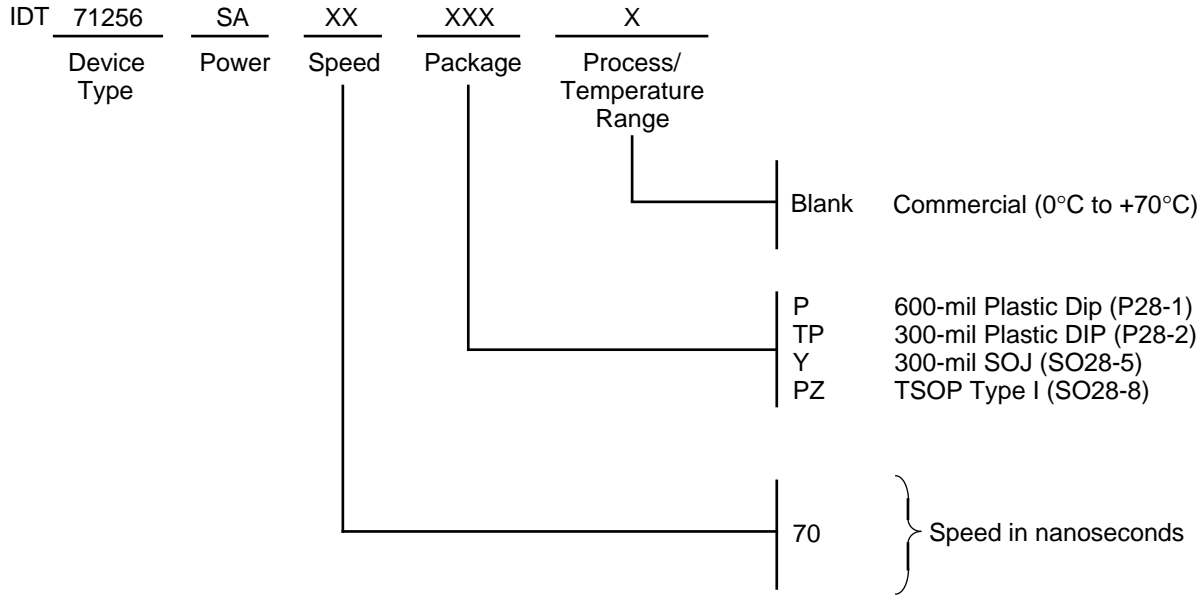 IDT 71256 SA XX XXX X
Device Type
Power
Speed
Package
Process/
Temperature
Range
Blank Commercial (0°C to +70°C)
P 600-mil Plastic Dip (P28-1)
TP 300-mil Plastic DIP (P28-2)
Y 300-mil SOJ (SO28-5)
PZ TSOP Type I (SO28-8)
70 Speed in nanoseconds